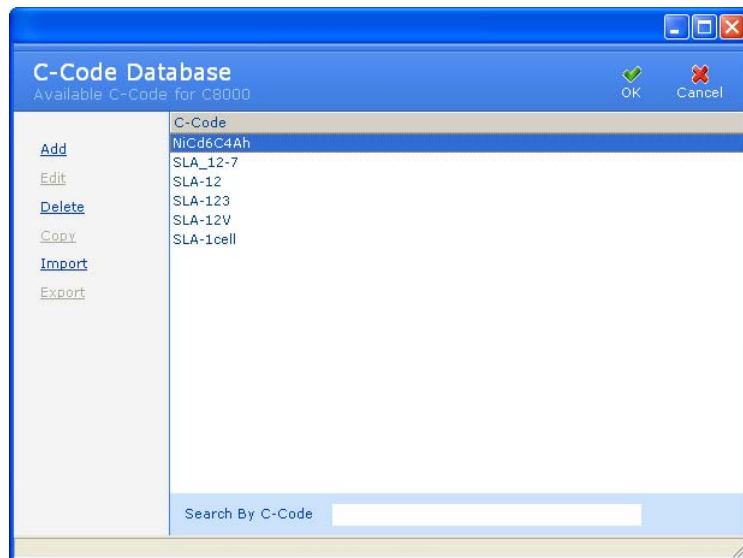 C-Code Database
Available C-Code for C8000
OK
Cancel
Add
Edit
Delete
Copy
Import
Export
C-Code
NiCd6C4Ah
SLA_12-7
SLA-12
SLA-123
SLA-12V
SLA-1cell
Search By C-Code